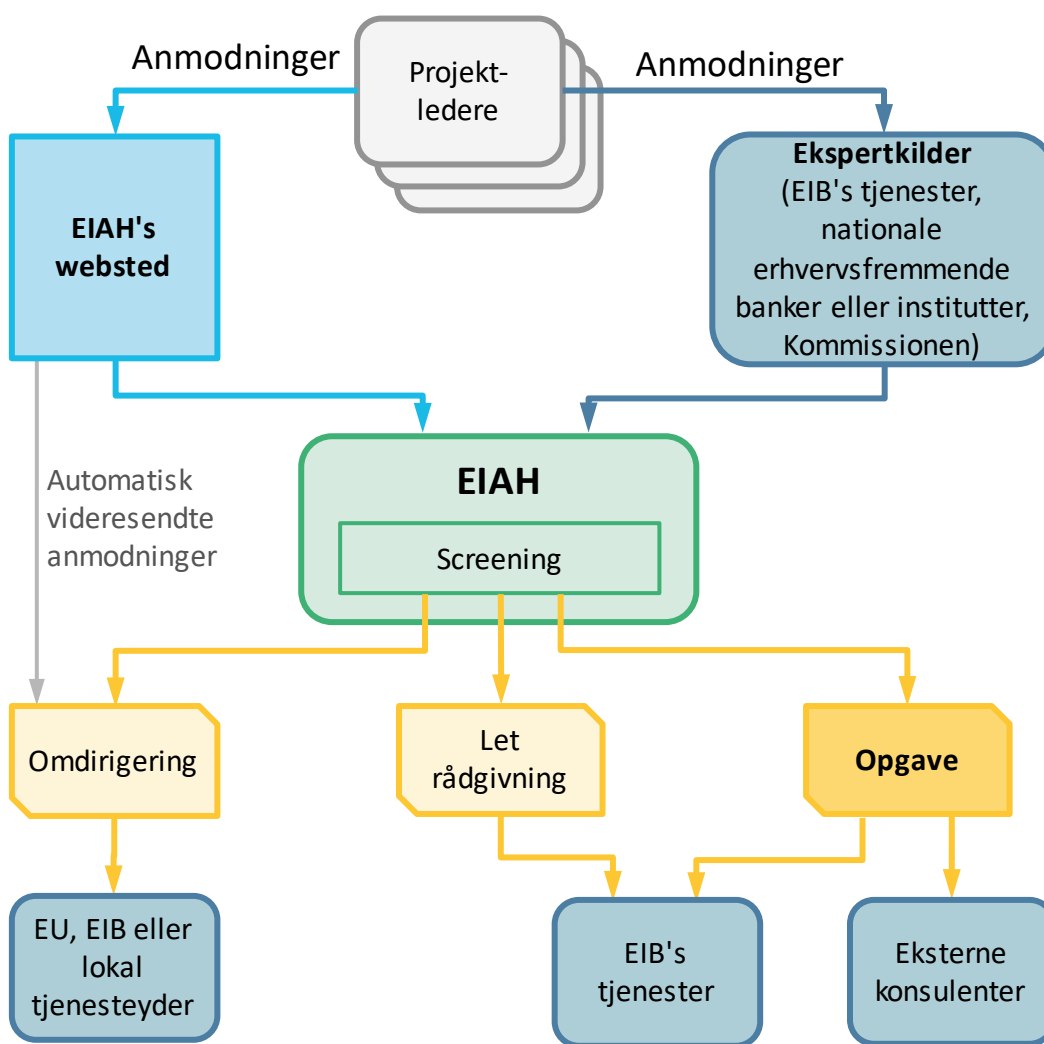 Anmodninger
Projekt-
ledere
Anmodninger
EIAH's
websted
Ekspertkilder
(EIB's tjenester,
nationale
erhvervsfremmende
banker eller institutter,
Kommissionen)
EIAH
Screening
Automatisk
videresendte
anmodninger
Omdirigering
Let
rådgivning
Opgave
EU, EIB eller
lokal
tjenesteyder
EIB's
tjenester
Eksterne
konsulenter